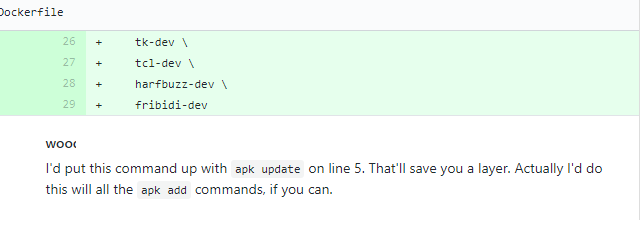 Dockerfile
26 + tk-dev \
27 + tcl-dev \
28 + harfbuzz-dev \
29 + fribidi-dev
I'd put this command up with apk update on line 5. That'll save you a layer. Actually I'd do
this will all the apk add commands, if you can.